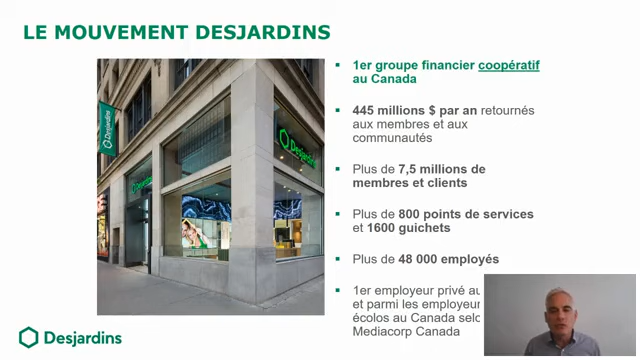 LE MOUVEMENT DESJARDINS
Desjardins
Desjardins
Desjardins
1er groupe financier coopératif
au Canada
445 millions $ par an retournés
aux membres et aux
communautés
Plus de 7,5 millions de
membres et clients
Plus de 800 points de services
et 1600 guichets
Plus de 48 000 employés
1er employeur privé au
et parmi les employeur
écolos au Canada selo
Mediacorp Canada
Desjardins